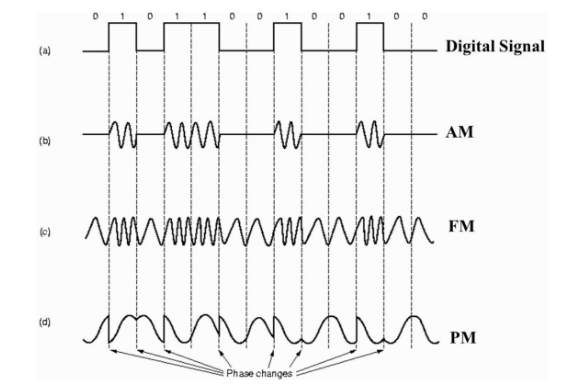 0 1 0 1 1 0 0 1 0 0 1 0 0
(a) Digital Signal
(b) AM
(c) FM
(d) PM
Phase changes